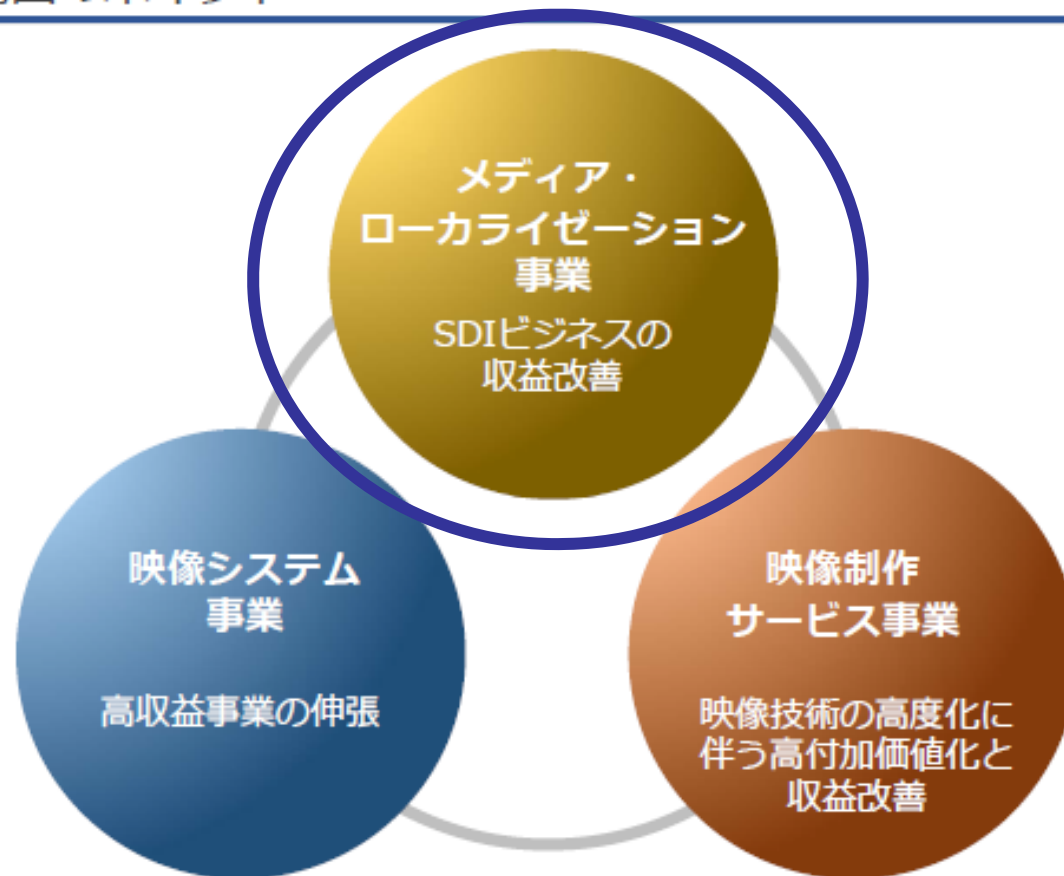 メディア・
ローカライゼーション
事業
SDIビジネスの
収益改善
映像システム
事業
高収益事業の伸張
映像制作
サービス事業
映像技術の高度化に
伴う高付加価値化と
収益改善